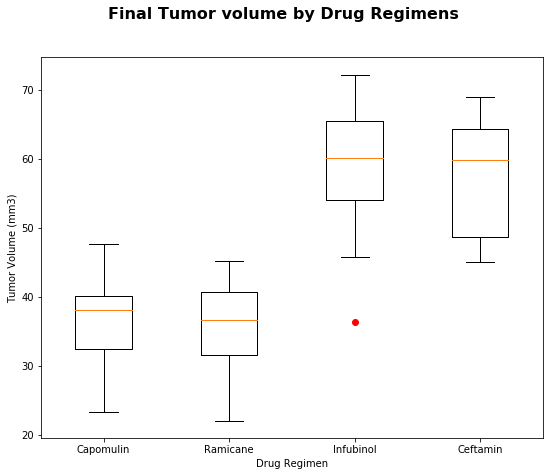 Final Tumor volume by Drug Regimens
70
60
50
40
30
20
Tumor Volume (mm3)
Capomulin Ramicane Infubinol Ceftamin
Drug Regimen